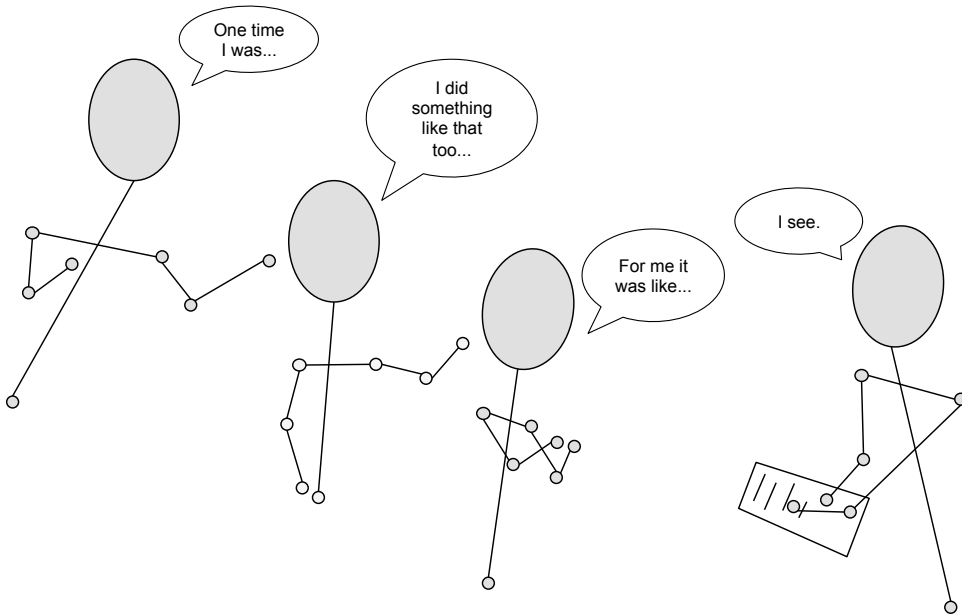 One time
I was...
I did
something
like that
too...
For me it
was like...
I see.